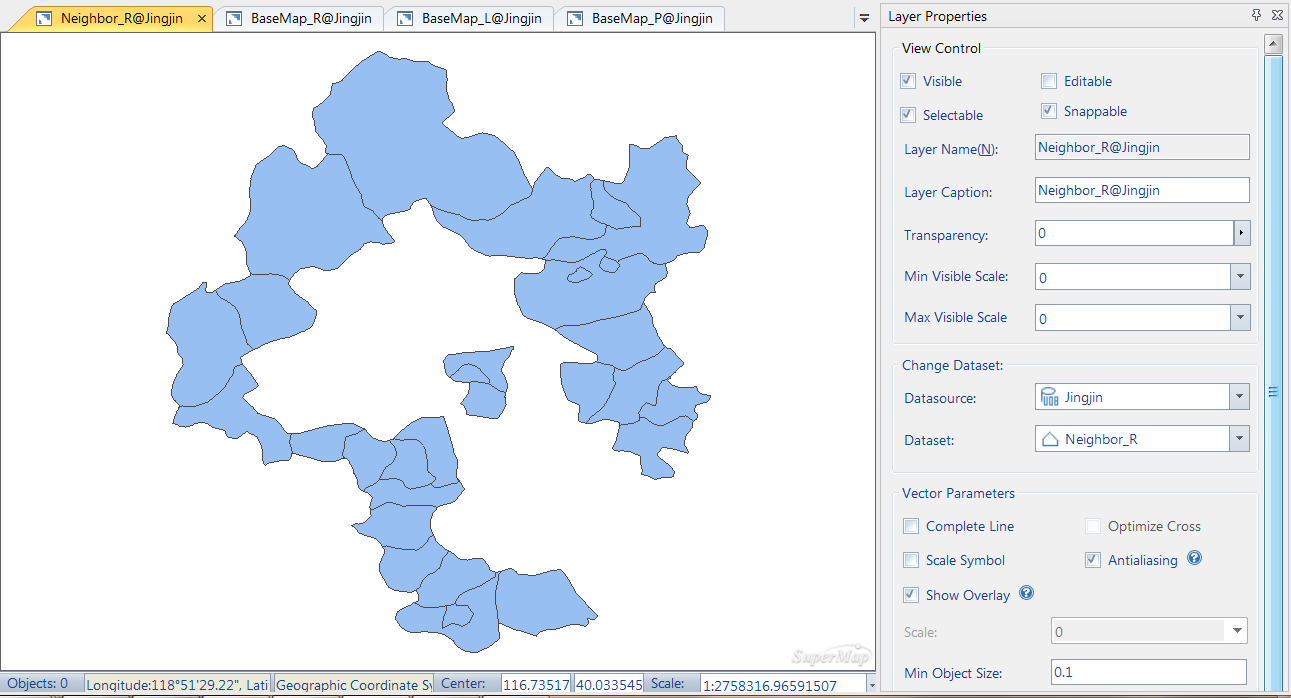 Neighbor_R@Jingjin
BaseMap_R@Jingjin
BaseMap_L@Jingjin
BaseMap_P@Jingjin
SuperMap
Objects: 0
Longitude:118°51'29.22", Lati
Geographic Coordinate Sy
Center:
116.73517
40.033545
Scale:
1:2758316.96591507
Layer Properties
View Control
Visible
Editable
Selectable
Snappable
Layer Name(N):
Neighbor_R@Jingjin
Layer Caption:
Neighbor_R@Jingjin
Transparency:
0
Min Visible Scale:
0
Max Visible Scale
0
Change Dataset:
Datasource:
Jingjin
Dataset:
Neighbor_R
Vector Parameters
Complete Line
Optimize Cross
Scale Symbol
Antialiasing
Show Overlay
Scale:
0
Min Object Size:
0.1